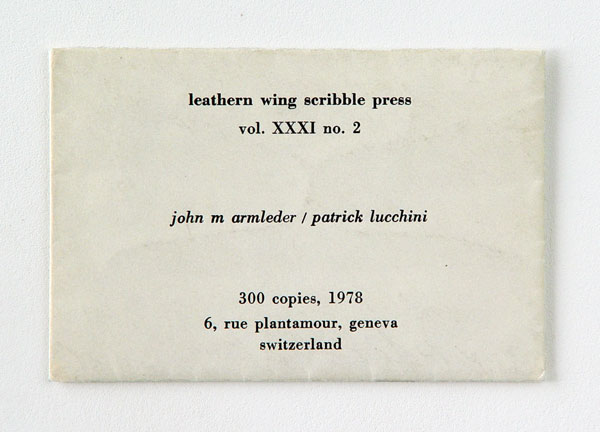 leathern wing scribble press
vol. XXXI no. 2
john m armleder / patrick lucchini
300 copies, 1978
6, rue plantamour, geneva
switzerland